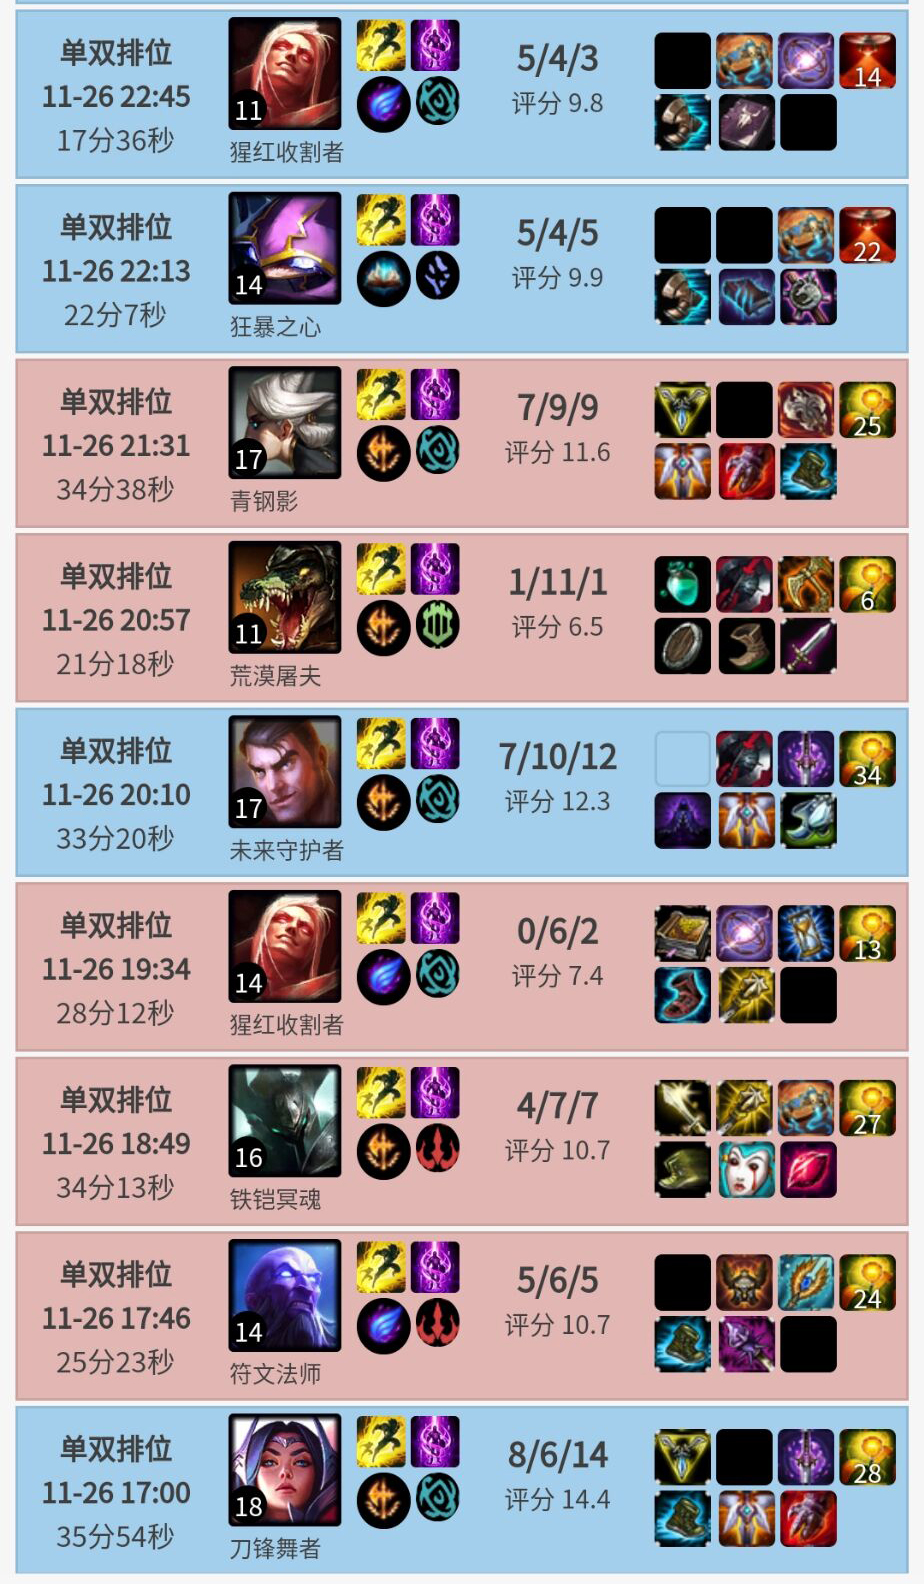 单双排位
11-26 22:45
17分36秒
11
猩红收割者
5/4/3
评分 9.8
14
单双排位
11-26 22:13
22分7秒
14
狂暴之心
5/4/5
评分 9.9
22
单双排位
11-26 21:31
34分38秒
17
青钢影
7/9/9
评分 11.6
25
单双排位
11-26 20:57
21分18秒
11
荒漠屠夫
1/11/1
评分 6.5
6
单双排位
11-26 20:10
33分20秒
17
未来守护者
7/10/12
评分 12.3
34
单双排位
11-26 19:34
28分12秒
14
猩红收割者
0/6/2
评分 7.4
13
单双排位
11-26 18:49
34分13秒
16
铁铠冥魂
4/7/7
评分 10.7
27
单双排位
11-26 17:46
25分23秒
14
符文法师
5/6/5
评分 10.7
24
单双排位
11-26 17:00
35分54秒
18
刀锋舞者
8/6/14
评分 14.4
28